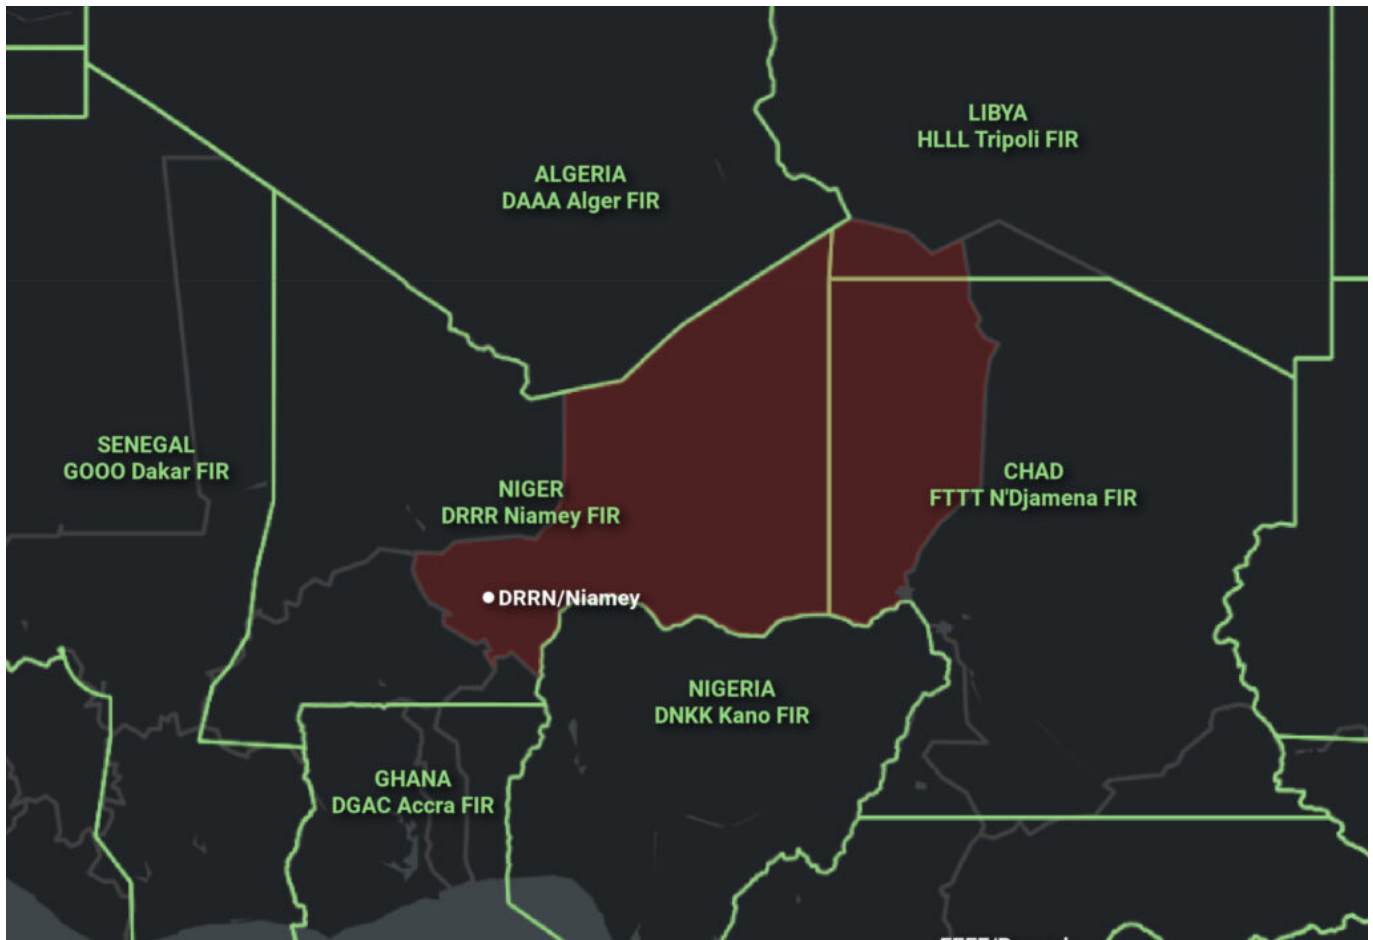 LIBYA
HLLL Tripoli FIR
ALGERIA
DAAA Alger FIR
SENEGAL
GOOO Dakar FIR
NIGER
DRRR Niamey FIR
CHAD
FTTT N'Djamena FIR
DRRN/Niamey
NIGERIA
DNKK Kano FIR
GHANA
DGAC Accra FIR